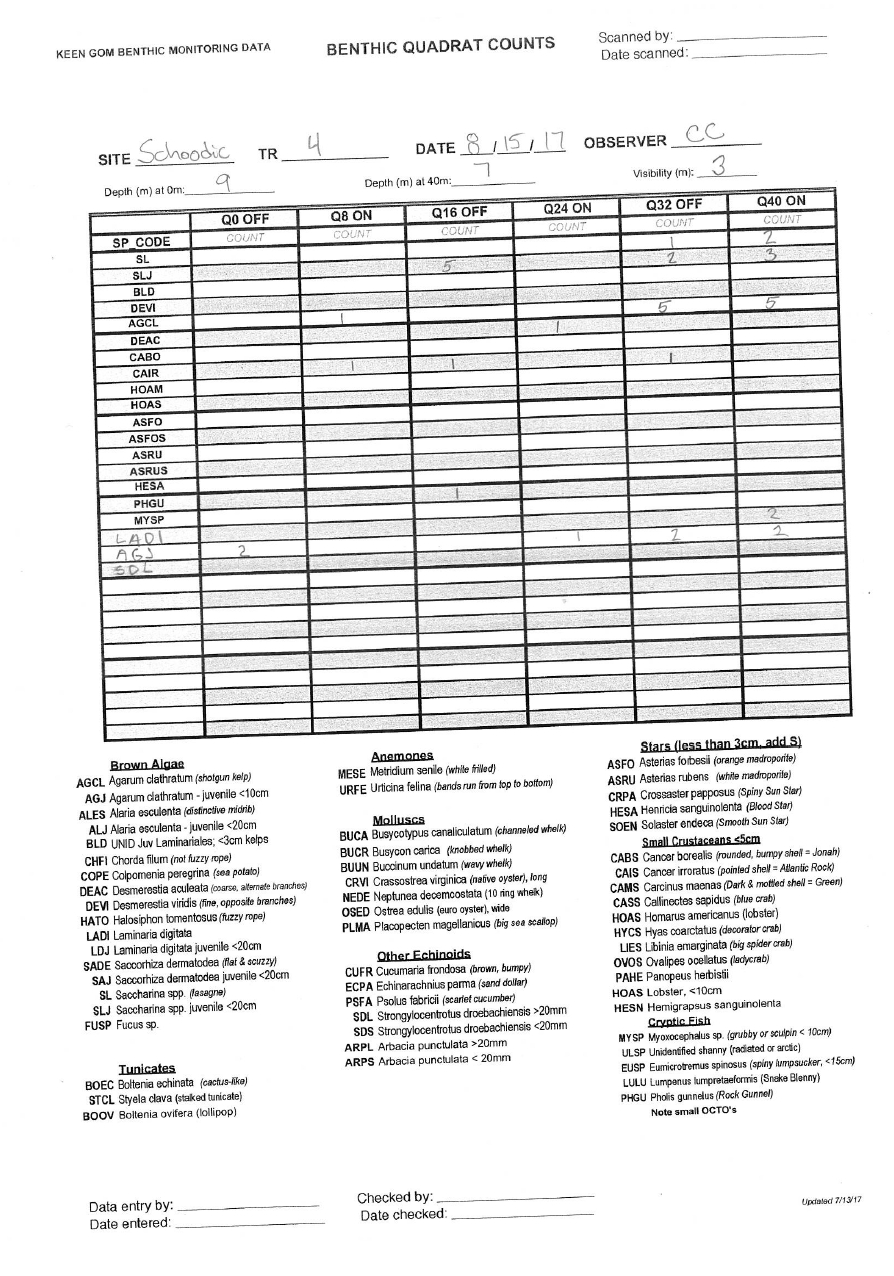 KEEN GOM BENTHIC MONITORING DATA
BENTHIC QUADRAT COUNTS
Scanned by:
Date scanned:
SITE Schoodic TR 4 DATE 8/15/17 OBSERVER CC
Depth (m) at 0m: 9 Depth (m) at 40m: 7 Visibility (m): 3
Q0 OFF Q8 ON Q16 OFF Q24 ON Q32 OFF Q40 ON
SP_CODE COUNT COUNT COUNT COUNT COUNT COUNT
SL 1 2
SLJ 5 2 3
BLD
DEVI
AGCL 1 5 5
DEAC 1
CABO
CAIR 1 1 1
HOAM
HOAS
ASFO
ASFOS
ASRU
ASRUS
HESA
PHGU 1
MYSP
LADI 2
AGJ 2 1 2 2
SDL
Brown Algae
AGCL Agarum clathratum (shotgun kelp)
AGJ Agarum clathratum - juvenile <10cm
ALES Alaria esculenta (distinctive midrib)
ALJ Alaria esculenta - juvenile <20cm
BLD UNID Juv Laminariales; <3cm kelps
CHFI Chorda filum (not fuzzy rope)
COPE Colpomenia peregrina (sea potato)
DEAC Desmerestia aculeata (coarse, alternate branches)
DEVI Desmerestia viridis (fine, opposite branches)
HATO Halosiphon tomentosus (fuzzy rope)
LADI Laminaria digitata
LDJ Laminaria digitata juvenile <20cm
SADE Saccorhiza dermatodea (flat & scuzzy)
SAJ Saccorhiza dermatodea juvenile <20cm
SL Saccharina spp. (lasagne)
SLJ Saccharina spp. juvenile <20cm
FUSP Fucus sp.
Tunicates
BOEC Boltenia echinata (cactus-like)
STCL Styela clava (stalked tunicate)
BOOV Boltenia ovifera (lollipop)
Anemones
MESE Metridium senile (white frilled)
URFE Urticina felina (bands run from top to bottom)
Molluscs
BUCA Busycotypus canaliculatum (channeled whelk)
BUCR Busycon carica (knobbed whelk)
BUUN Buccinum undatum (wavy whelk)
CRVI Crassostrea virginica (native oyster), long
NEDE Neptunea decemcostata (10 ring whelk)
OSED Ostrea edulis (euro oyster), wide
PLMA Placopecten magellanicus (big sea scallop)
Other Echinoids
CUFR Cucumaria frondosa (brown, bumpy)
ECPA Echinarachnius parma (sand dollar)
PSFA Psolus fabricii (scarlet cucumber)
SDL Strongylocentrotus droebachiensis >20mm
SDS Strongylocentrotus droebachiensis <20mm
ARPL Arbacia punctulata >20mm
ARPS Arbacia punctulata < 20mm
Stars (less than 3cm, add S)
ASFO Asterias forbesii (orange madroporite)
ASRU Asterias rubens (white madroporite)
CRPA Crossaster papposus (Spiny Sun Star)
HESA Henricia sanguinolenta (Blood Star)
SOEN Solaster endeca (Smooth Sun Star)
Small Crustaceans <5cm
CABS Cancer borealis (rounded, bumpy shell = Jonah)
CAIS Cancer irroratus (pointed shell = Atlantic Rock)
CAMS Carcinus maenas (Dark & mottled shell = Green)
CASS Callinectes sapidus (blue crab)
HOAS Homarus americanus (lobster)
HYCS Hyas coarctatus (decorator crab)
LIES Libinia emarginata (big spider crab)
OVOS Ovalipes ocellatus (ladycrab)
PAHE Panopeus herbistii
HOAS Lobster, <10cm
HESN Hemigrapsus sanguinolenta
Cryptic Fish
MYSP Myoxocephalus sp. (grubby or sculpin < 10cm)
ULSP Unidentified shanny (radiated or arctic)
EUSP Eumicrotremus spinosus (spiny lumpsucker, <15cm)
LULU Lumpenus lumpretaeformis (Snake Blenny)
PHGU Pholis gunnelus (Rock Gunnel)
Note small OCTO's
Data entry by:
Date entered:
Checked by:
Date checked:
Updated 7/13/17